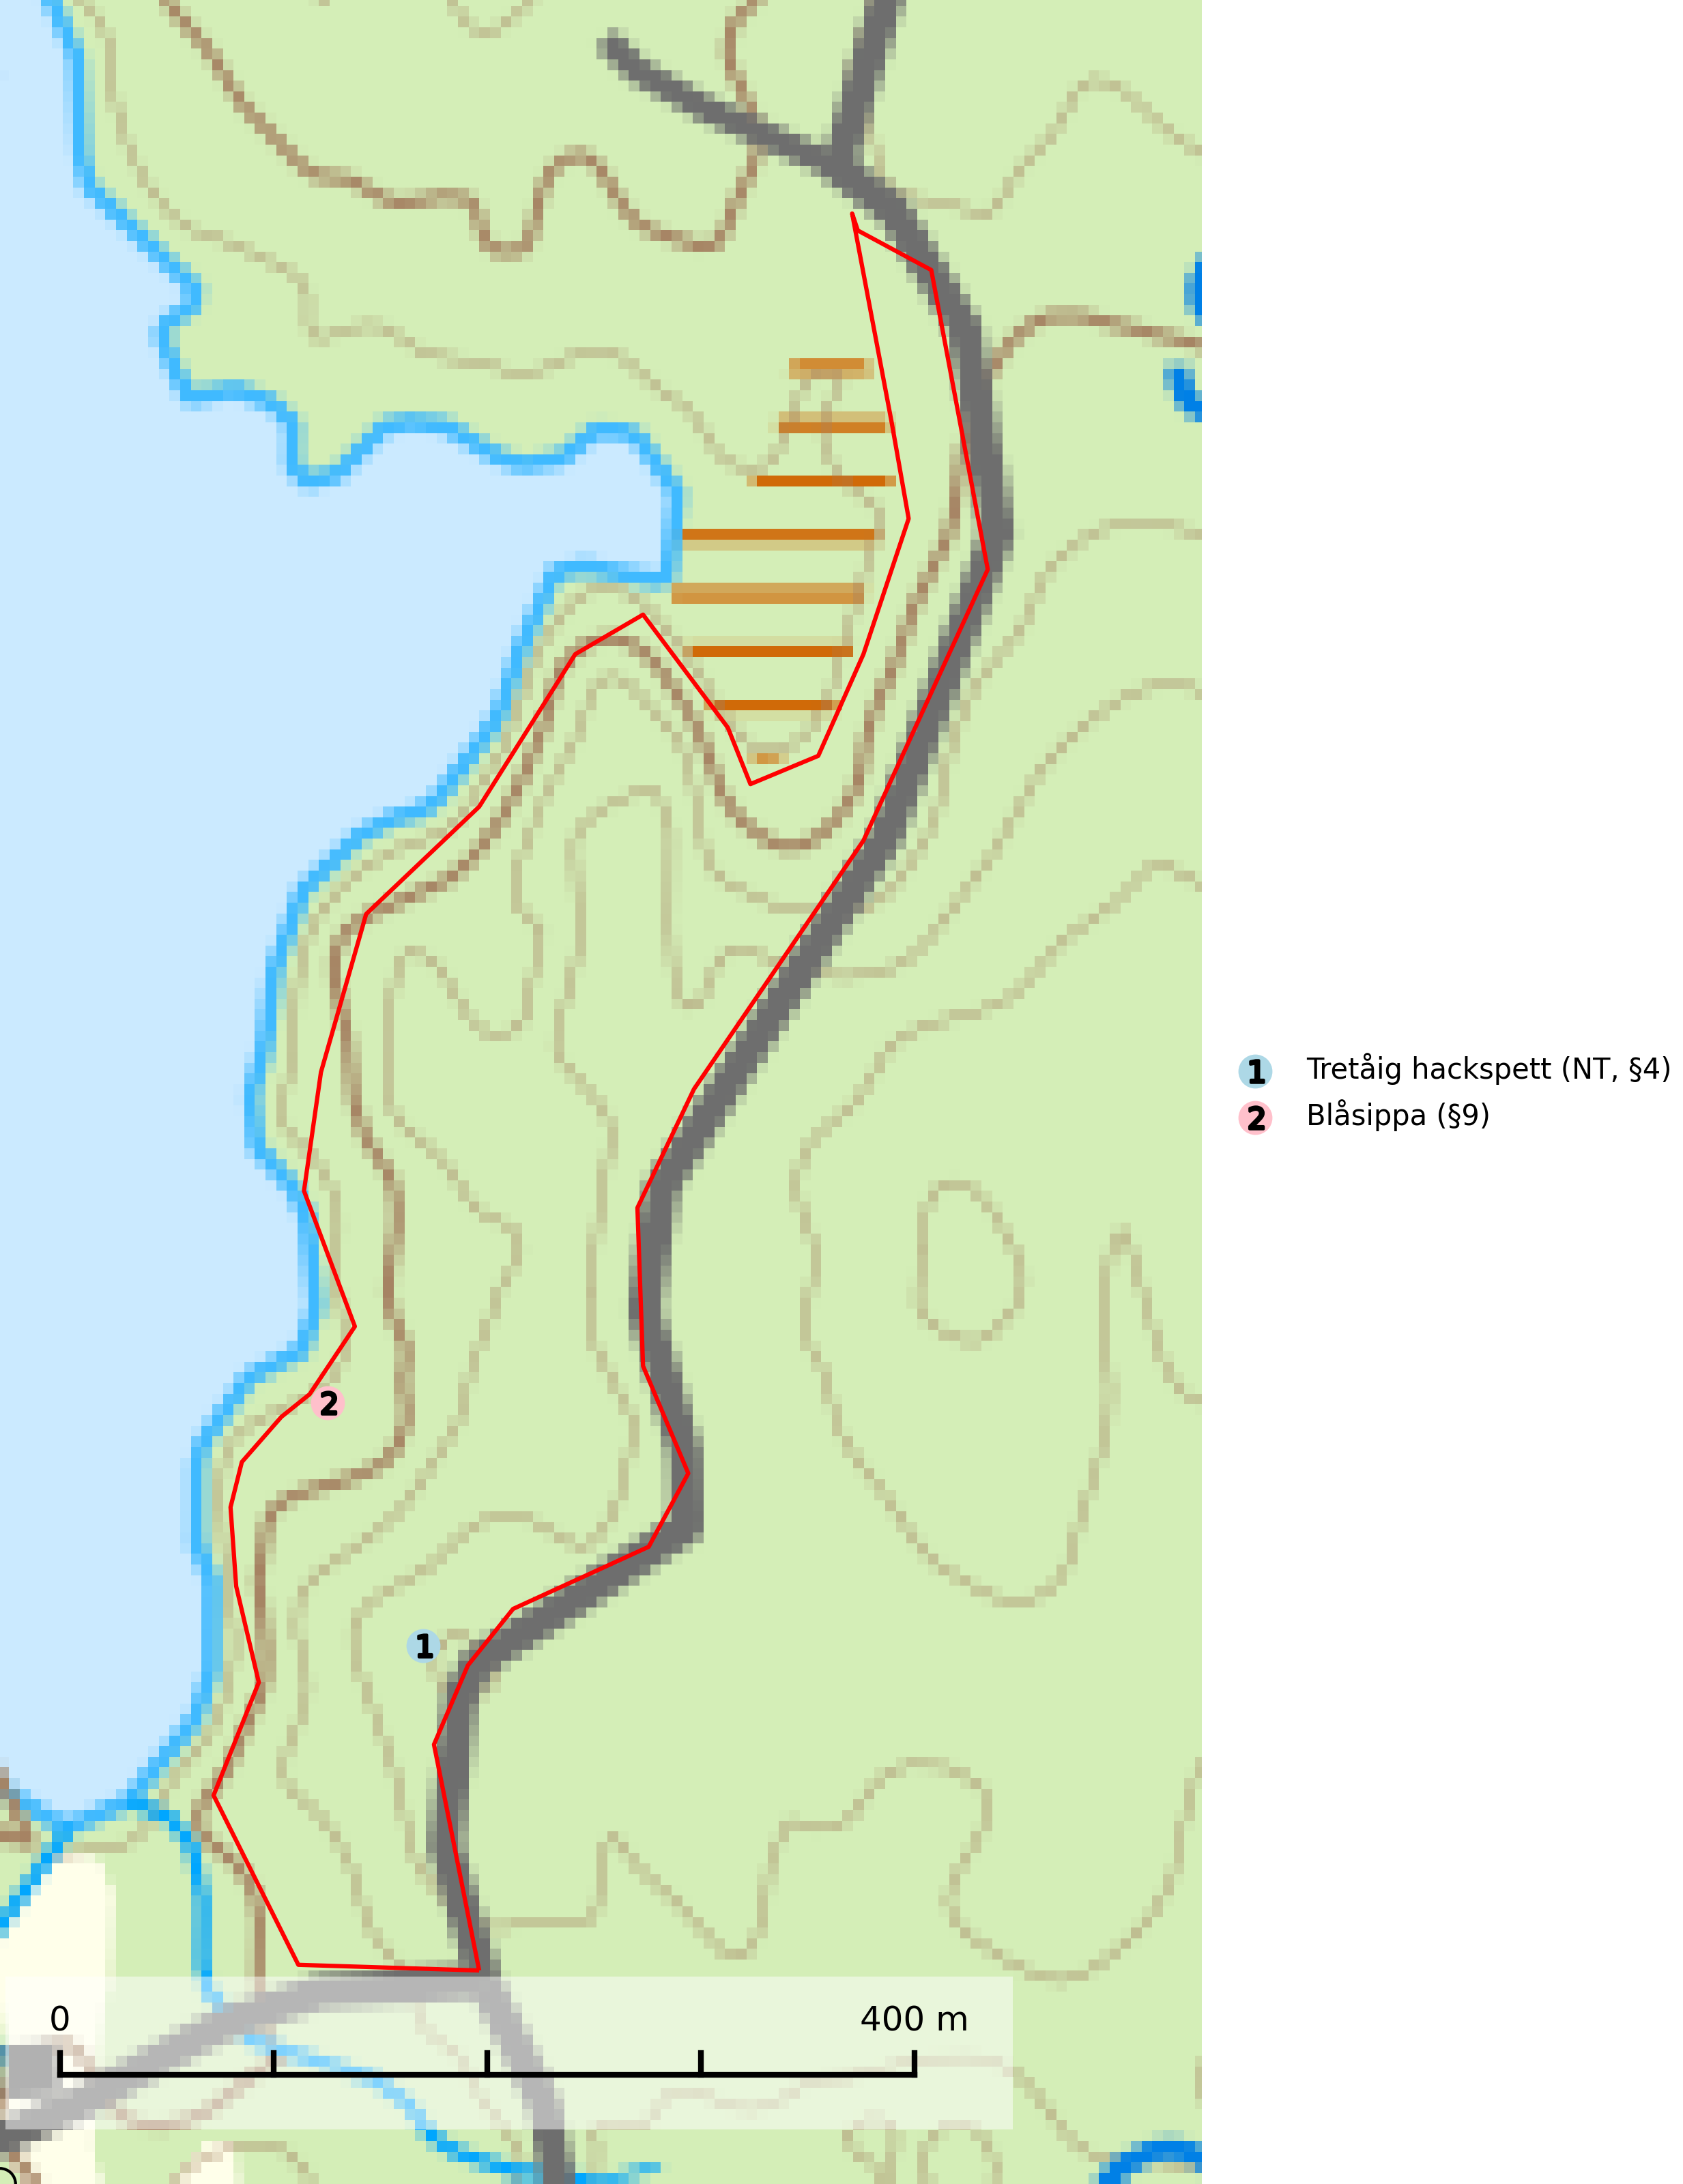 1 Tretåig hackspett (NT, §4)
2 Blåsippa (§9)
2
1
0 400 m